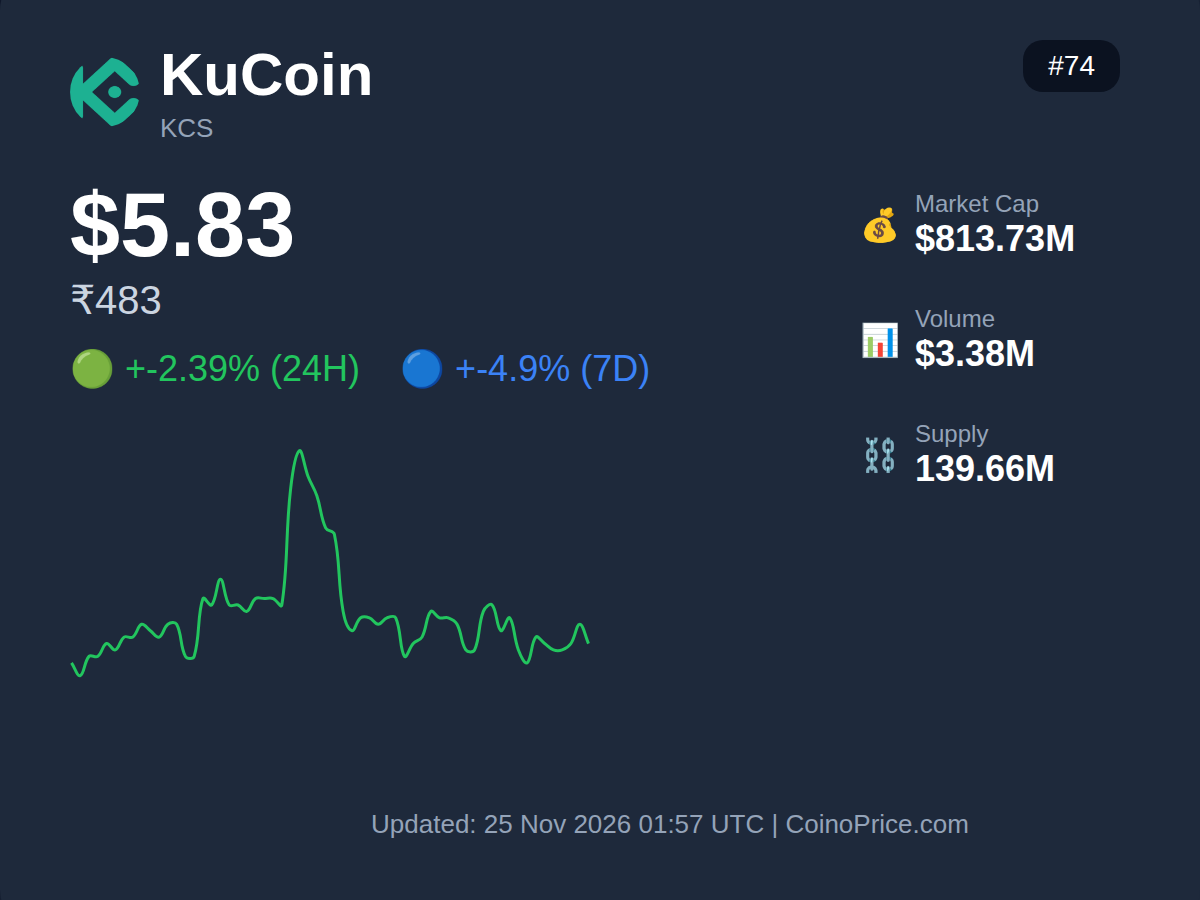 KuCoin
KCS
#74
$5.83
₹483
+-2.39% (24H)
+-4.9% (7D)
Market Cap
$813.73M
Volume
$3.38M
Supply
139.66M
Updated: 25 Nov 2026 01:57 UTC | CoinoPrice.com